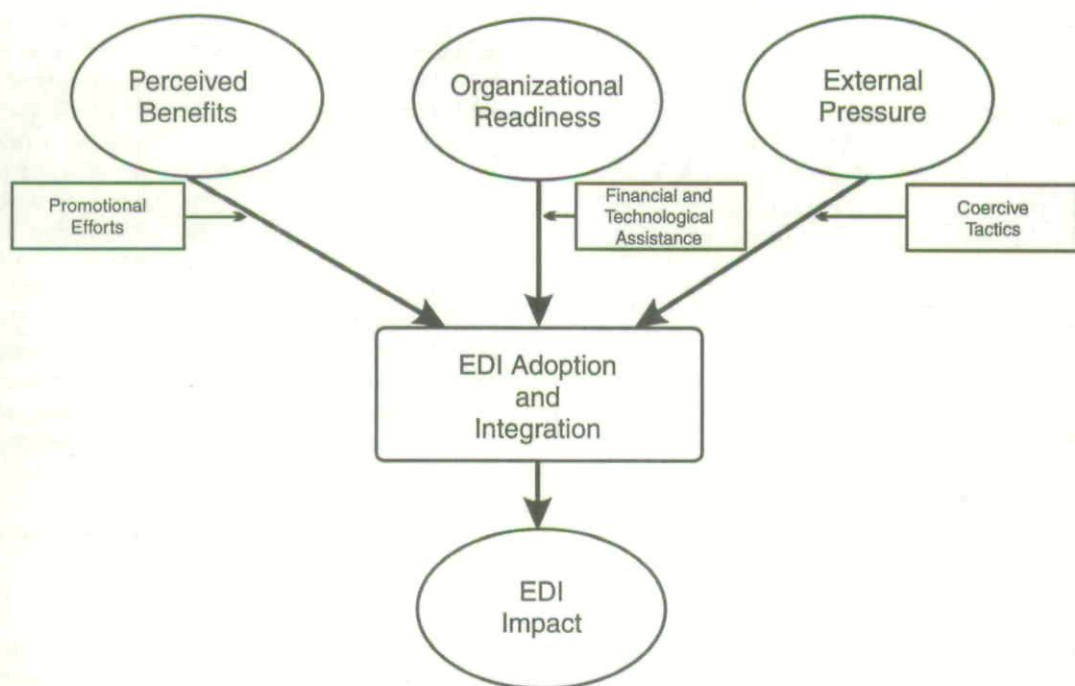 Perceived
Benefits
Organizational
Readiness
External
Pressure
Promotional
Efforts
Financial and
Technological
Assistance
Coercive
Tactics
EDI Adoption
and
Integration
EDI
Impact